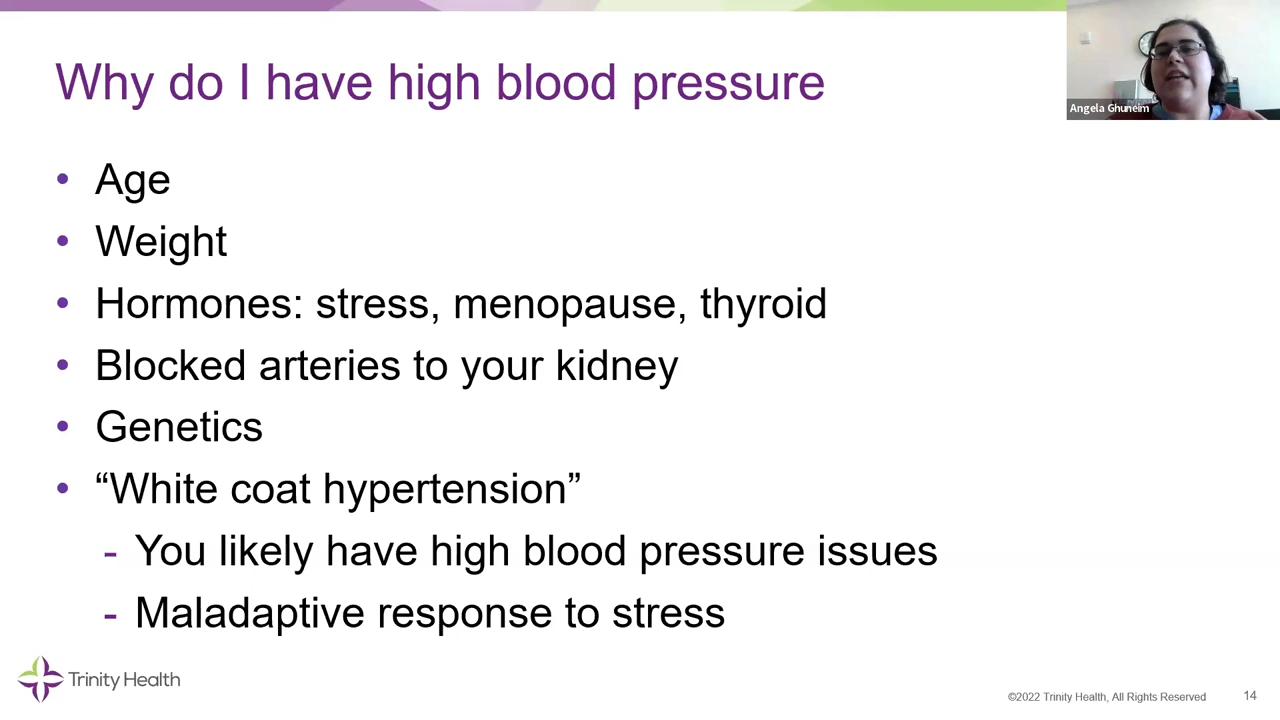 Why do I have high blood pressure
Angela Ghuneim
• Age
• Weight
• Hormones: stress, menopause, thyroid
• Blocked arteries to your kidney
• Genetics
• “White coat hypertension”
- You likely have high blood pressure issues
- Maladaptive response to stress
Trinity Health
©2022 Trinity Health, All Rights Reserved 14